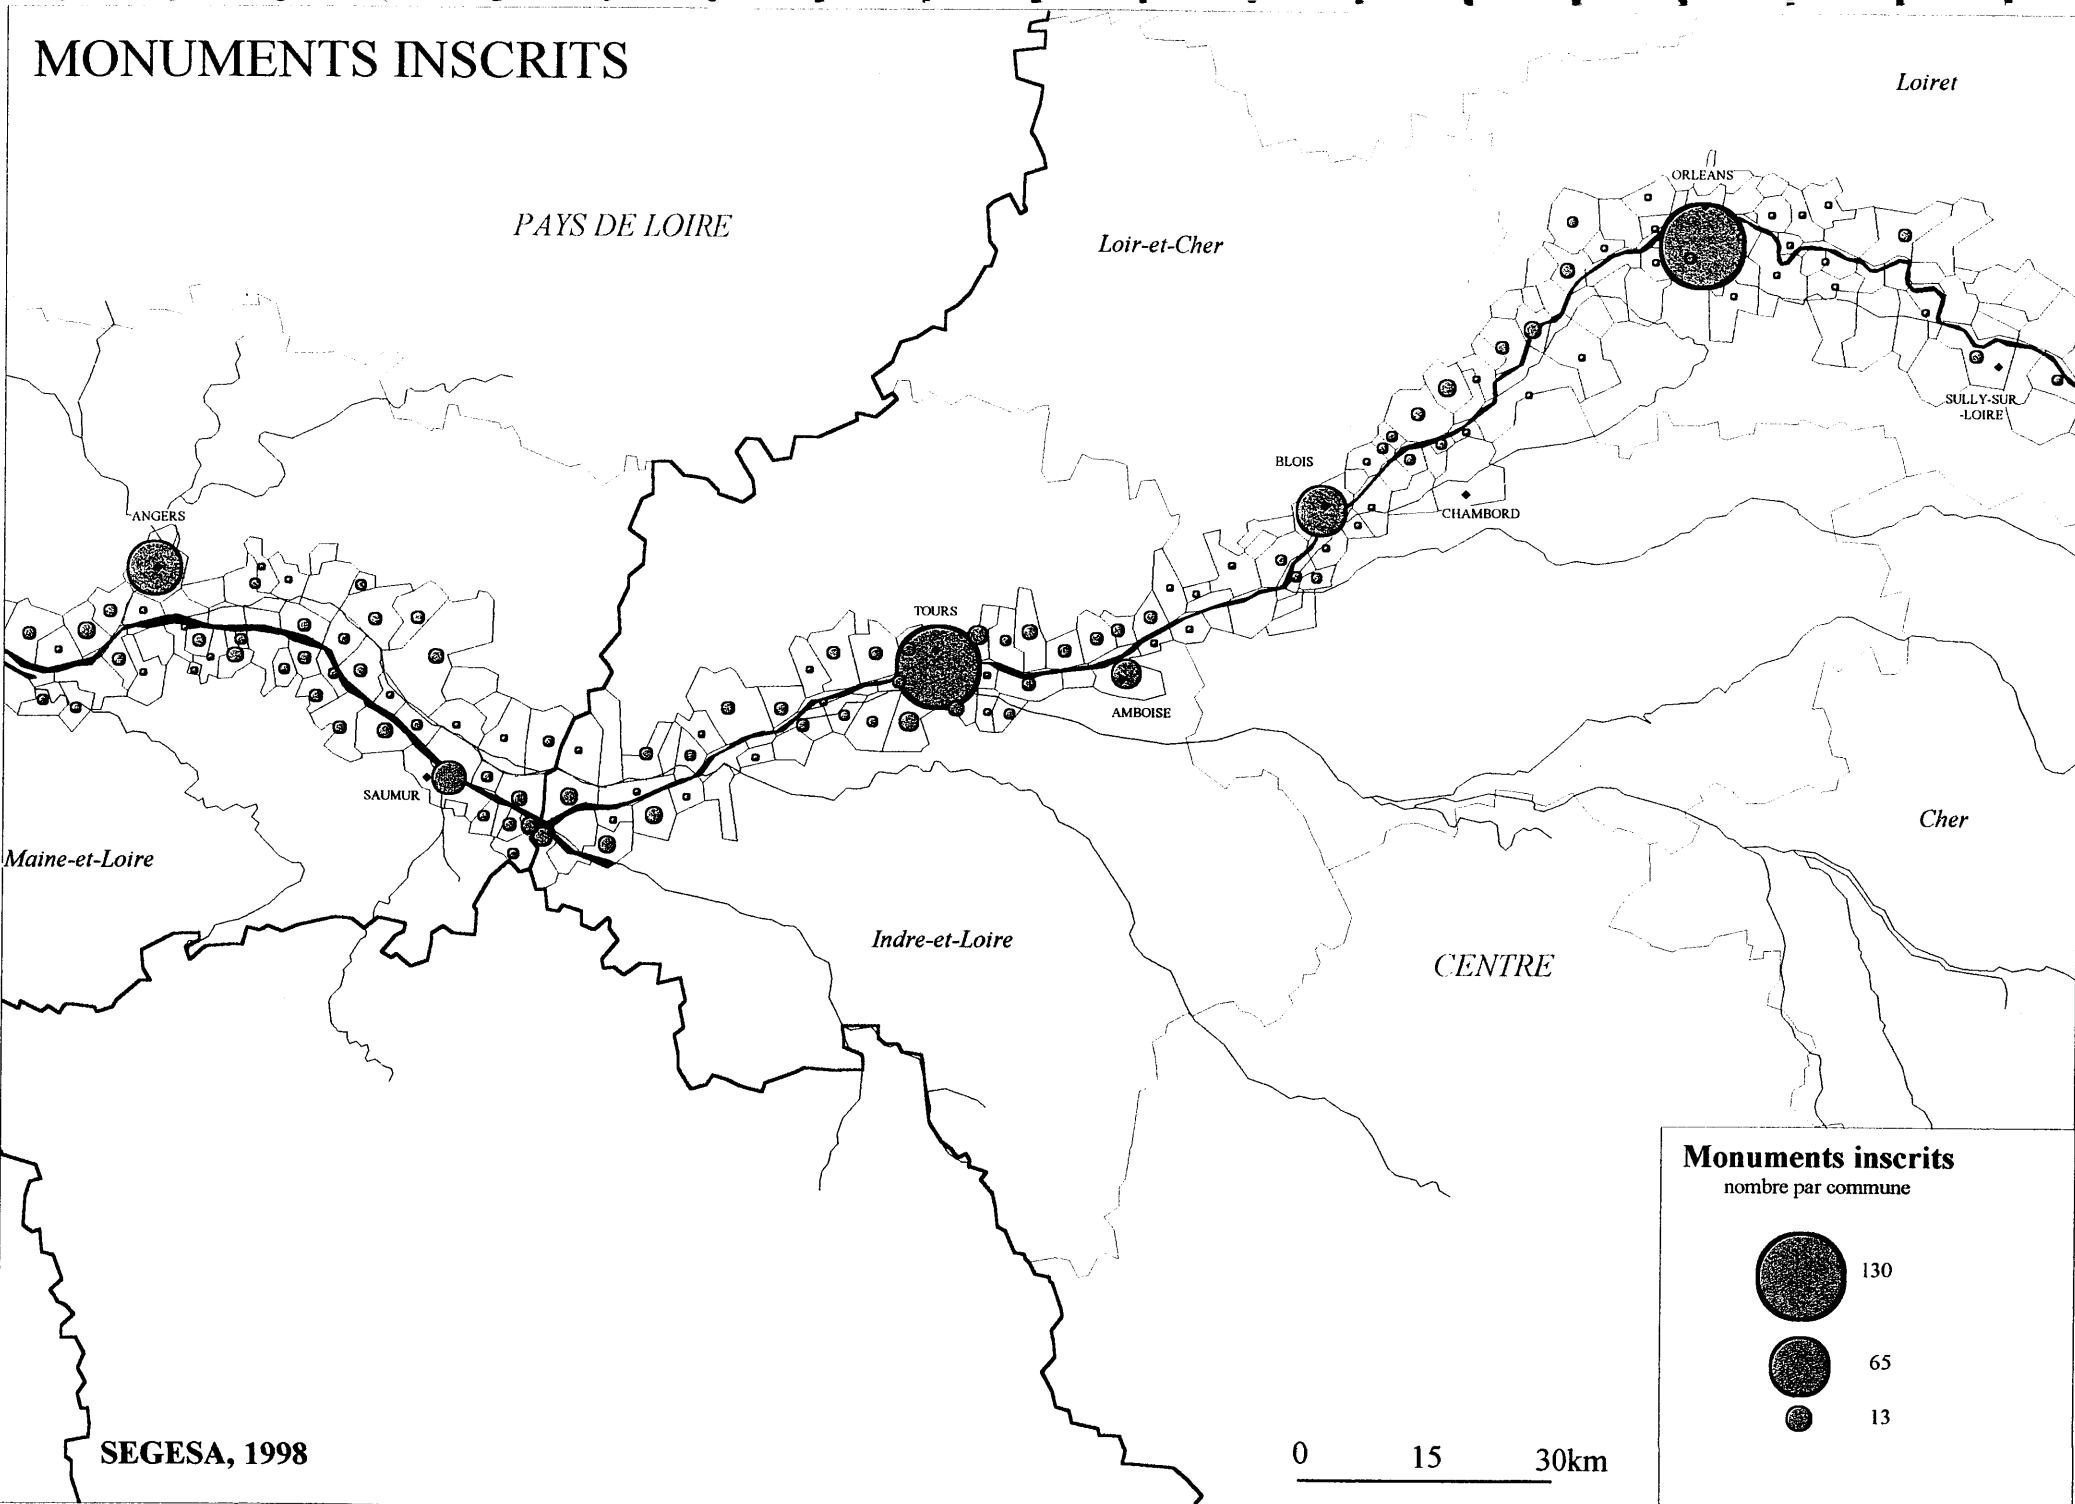 MONUMENTS INSCRITS
Loiret
ORLEANS
PAYS DE LOIRE
Loir-et-Cher
SULLY-SUR
-LOIRE
BLOIS
CHAMBORD
ANGERS
TOURS
AMBOISE
SAUMUR
Cher
Maine-et-Loire
Indre-et-Loire
CENTRE
Monuments inscrits
nombre par commune
130
65
13
SEGESA, 1998
0 15 30km